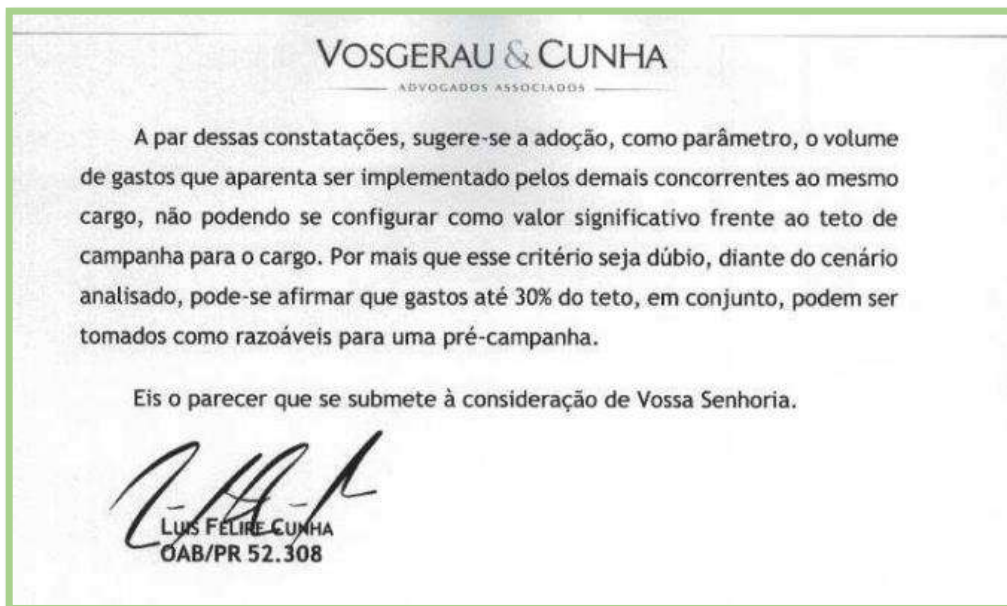 VOSGERAU & CUNHA
ADVOGADOS ASSOCIADOS
A par dessas constatações, sugere-se a adoção, como parâmetro, o volume
de gastos que aparenta ser implementado pelos demais concorrentes ao mesmo
cargo, não podendo se configurar como valor significativo frente ao teto de
campanha para o cargo. Por mais que esse critério seja dúbio, diante do cenário
analisado, pode-se afirmar que gastos até 30% do teto, em conjunto, podem ser
tomados como razoáveis para uma pré-campanha.
Eis o parecer que se submete à consideração de Vossa Senhoria.
LUIS FELIPE CUNHA
OAB/PR 52.308